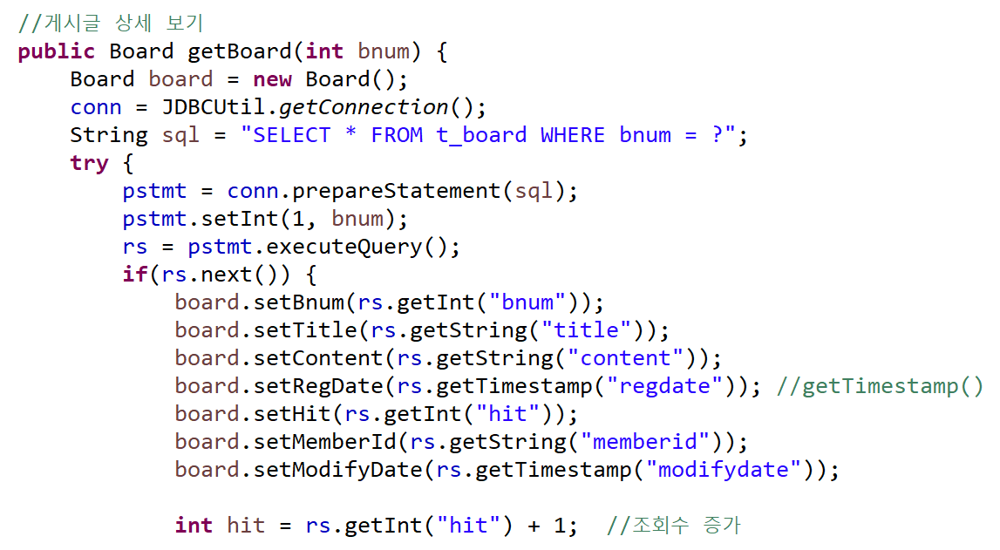 //게시글 상세 보기
public Board getBoard(int bnum) {
    Board board = new Board();
    conn = JDBCUtil.getConnection();
    String sql = "SELECT * FROM t_board WHERE bnum = ?";
    try {
        pstmt = conn.prepareStatement(sql);
        pstmt.setInt(1, bnum);
        rs = pstmt.executeQuery();
        if(rs.next()) {
            board.setBnum(rs.getInt("bnum"));
            board.setTitle(rs.getString("title"));
            board.setContent(rs.getString("content"));
            board.setRegDate(rs.getTimestamp("regdate")); //getTimestamp()
            board.setHit(rs.getInt("hit"));
            board.setMemberId(rs.getString("memberid"));
            board.setModifyDate(rs.getTimestamp("modifydate"));
            int hit = rs.getInt("hit") + 1;  //조회수 증가